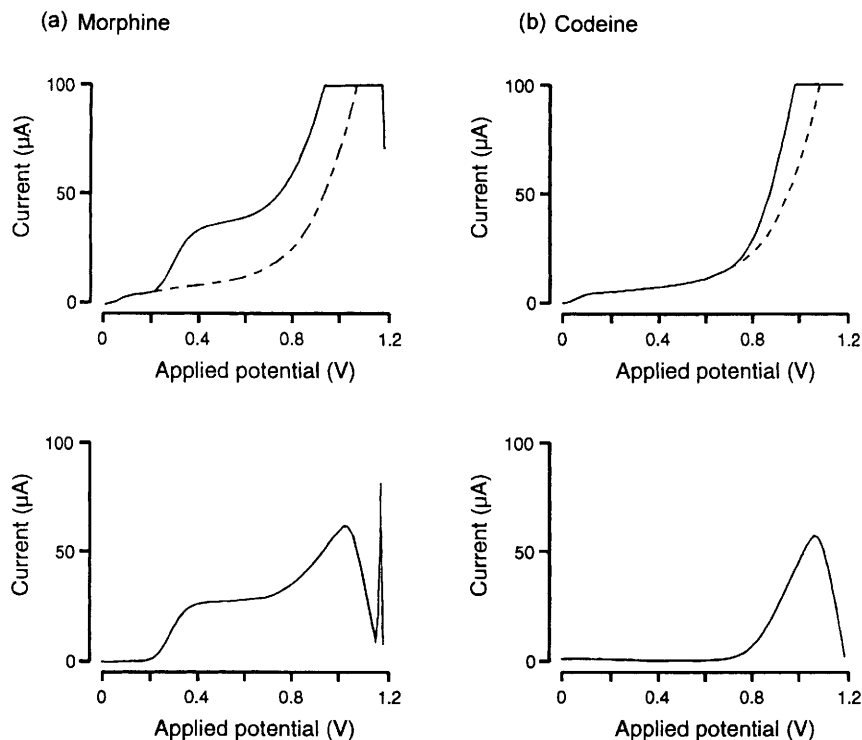 (a) Morphine
100
50
0
Current (µA)
0 0.4 0.8 1.2
Applied potential (V)
(b) Codeine
100
50
0
Current (µA)
0 0.4 0.8 1.2
Applied potential (V)
100
50
0
Current (µA)
0 0.4 0.8 1.2
Applied potential (V)
100
50
0
Current (µA)
0 0.4 0.8 1.2
Applied potential (V)